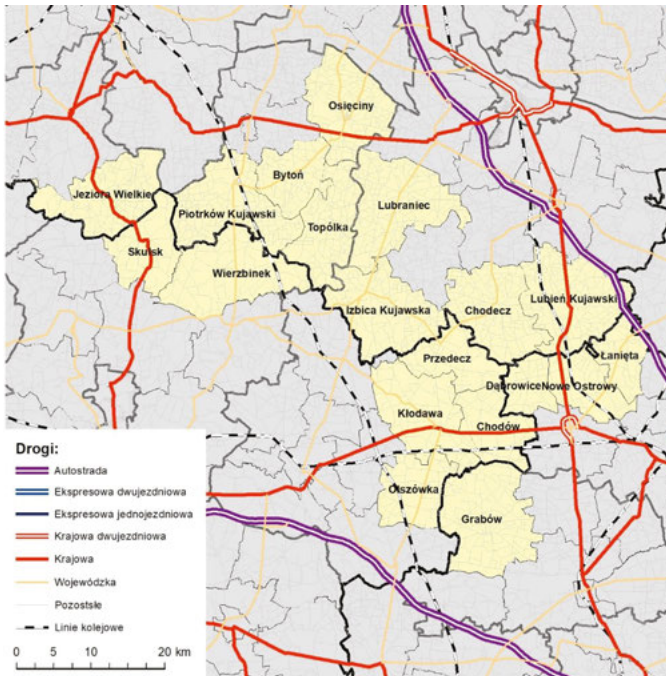 Osięciny
Bytoń
Jeziora Wielkie
Piotrków Kujawski
Lubraniec
Topólka
Skulsk
Wierzbinek
Izbica Kujawska
Chodecz
Lubień Kujawski
Przedecz
Łanięta
Dąbrowice
Nowe Ostrowy
Kłodawa
Chodów
Olszówka
Grabów
Drogi:
Autostrada
Ekspresowa dwujezdniowa
Ekspresowa jednojezdniowa
Krajowa dwujezdniowa
Krajowa
Wojewódzka
Pozostsłe
Linie kolejowe
0 5 10 20 km